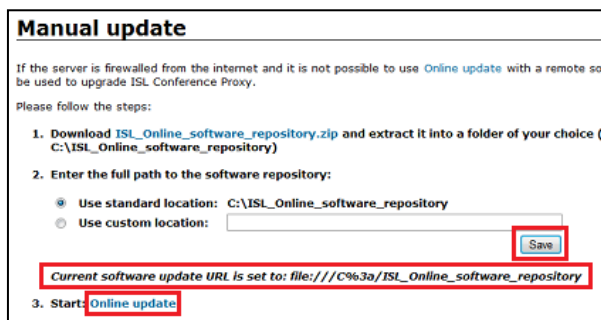 Manual update
If the server is firewalled from the internet and it is not possible to use Online update with a remote so
be used to upgrade ISL Conference Proxy.
Please follow the steps:
1. Download ISL_Online_software_repository.zip and extract it into a folder of your choice (
C:\ISL_Online_software_repository)
2. Enter the full path to the software repository:
Use standard location: C:\ISL_Online_software_repository
Use custom location:
Save
Current software update URL is set to: file:///C%3a/ISL_Online_software_repository
3. Start: Online update